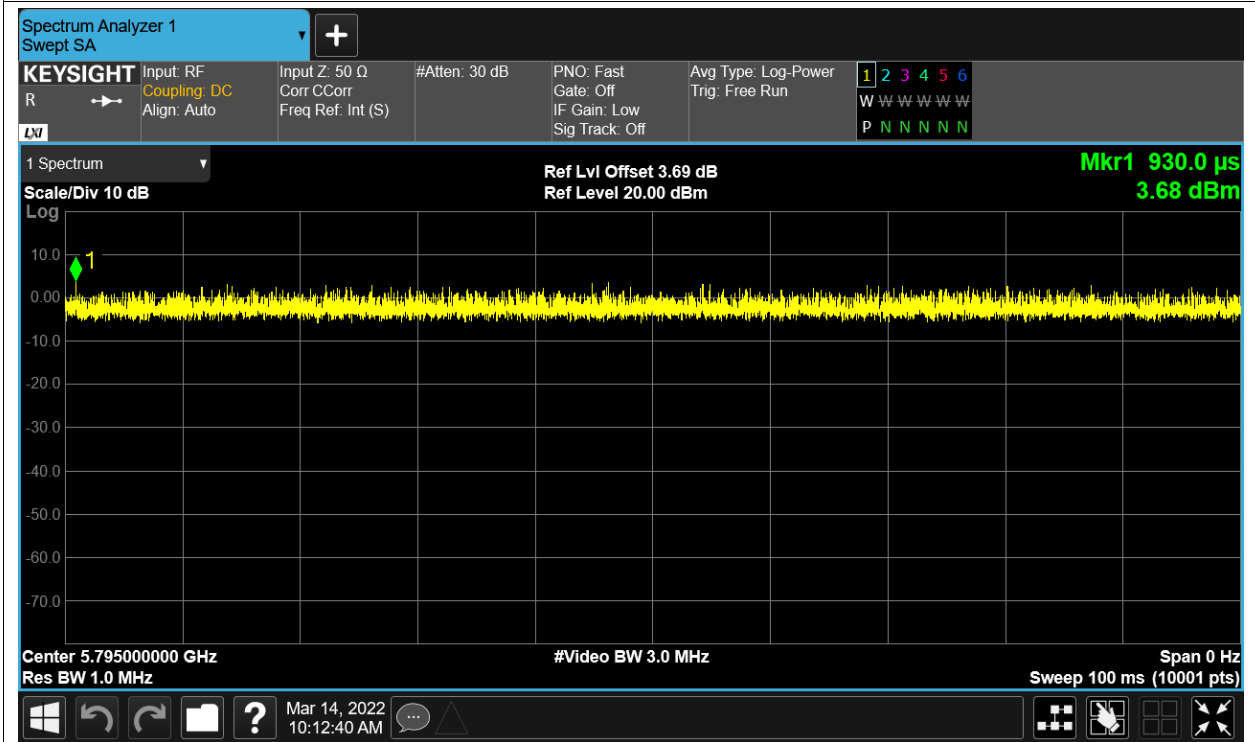 Spectrum Analyzer 1
Swept SA
+
KEYSIGHT
R
LXI
Input: RF
Coupling: DC
Align: Auto
Input Z: 50 Ω
Corr CCorr
Freq Ref: Int (S)
#Atten: 30 dB
PNO: Fast
Gate: Off
IF Gain: Low
Sig Track: Off
Avg Type: Log-Power
Trig: Free Run
1 2 3 4 5 6
W W W W W W
P N N N N N
1 Spectrum
Scale/Div 10 dB
Ref Lvl Offset 3.69 dB
Ref Level 20.00 dBm
Mkr1 930.0 µs
3.68 dBm
Log
10.0
1
0.00
-10.0
-20.0
-30.0
-40.0
-50.0
-60.0
-70.0
Center 5.795000000 GHz
#Video BW 3.0 MHz
Span 0 Hz
Res BW 1.0 MHz
Sweep 100 ms (10001 pts)
?
Mar 14, 2022
10:12:40 AM